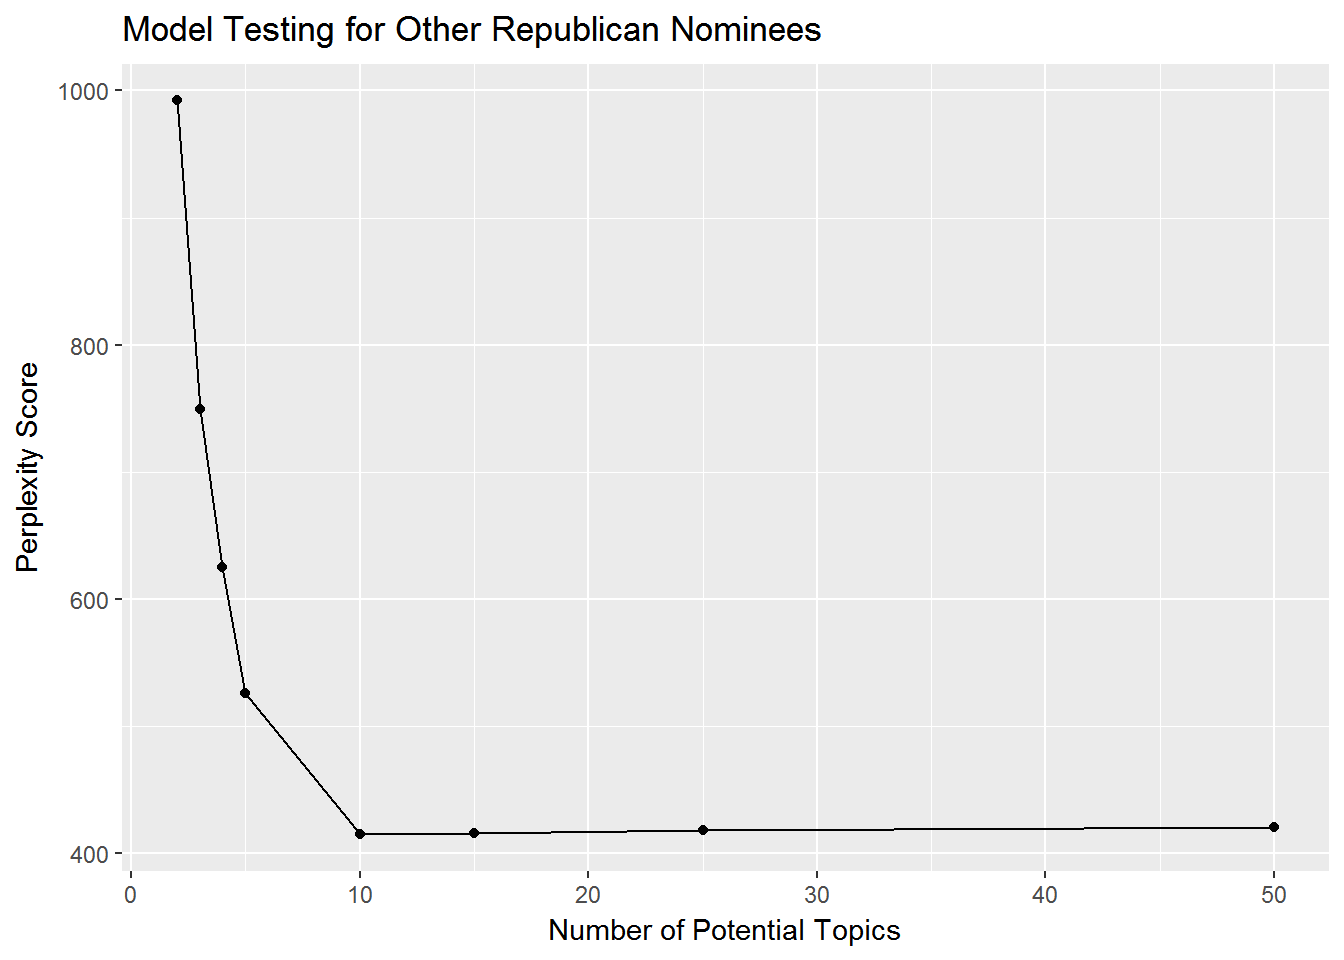 Model Testing for Other Republican Nominees
1000
800
600
400
Perplexity Score
0 10 20 30 40 50
Number of Potential Topics